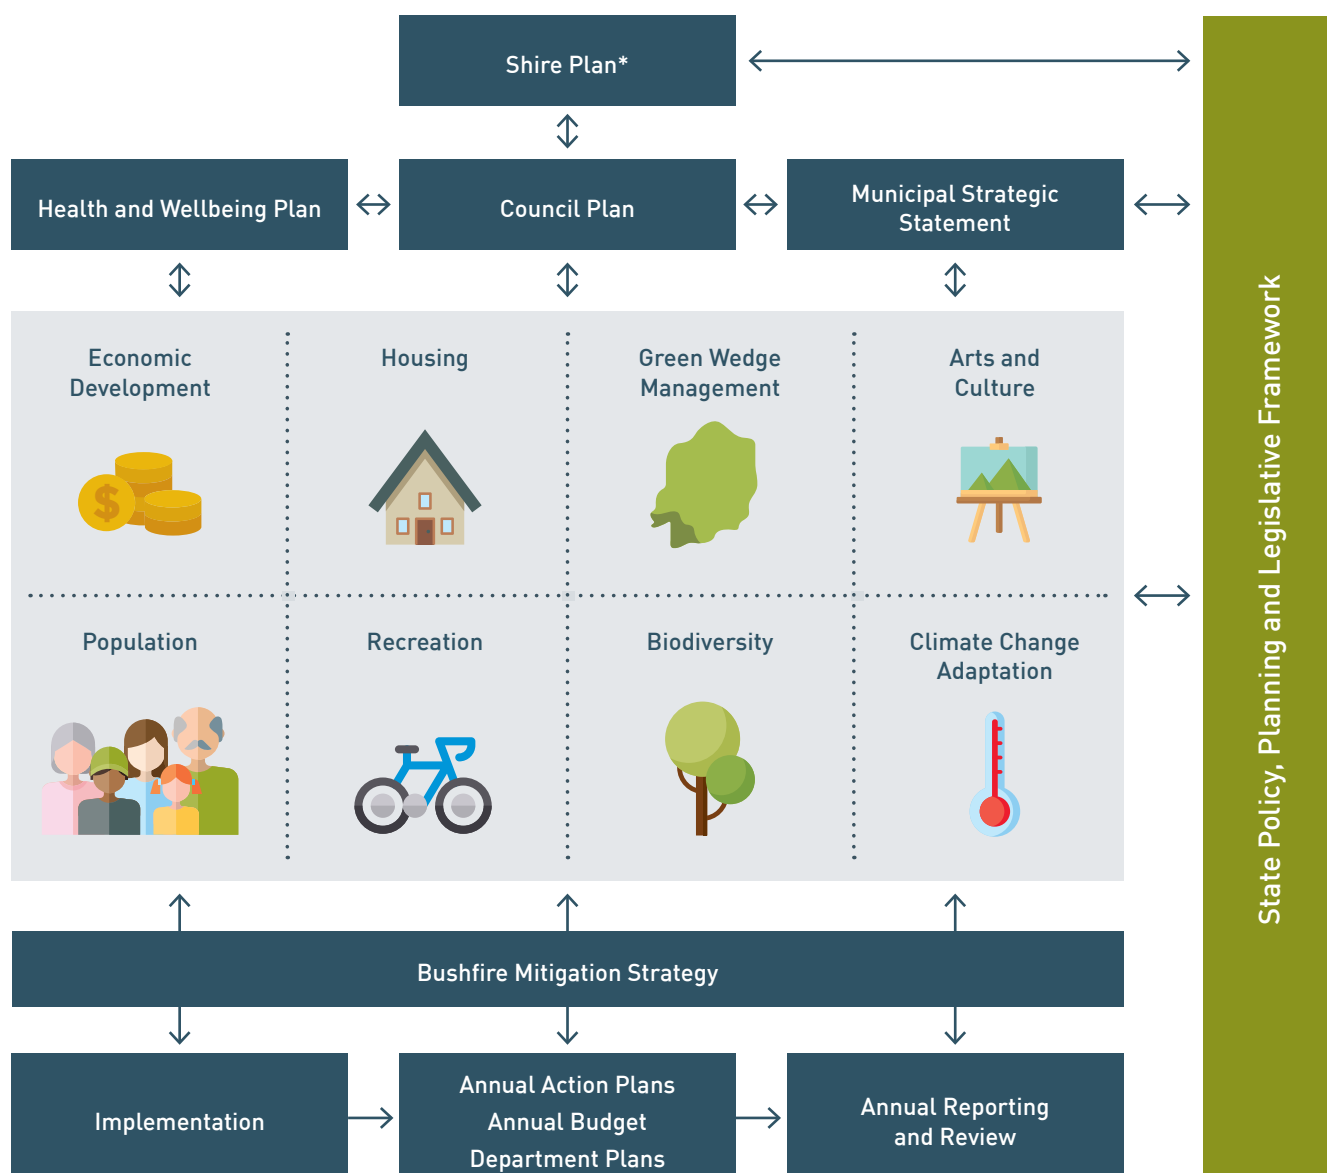 Shire Plan*
Health and Wellbeing Plan
Council Plan
Municipal Strategic
Statement
Economic
Development
Housing
Green Wedge
Management
Arts and
Culture
$
Population
Recreation
Biodiversity
Climate Change
Adaptation
Bushfire Mitigation Strategy
Implementation
Annual Action Plans
Annual Budget
Department Plans
Annual Reporting
and Review
State Policy, Planning and Legislative Framework